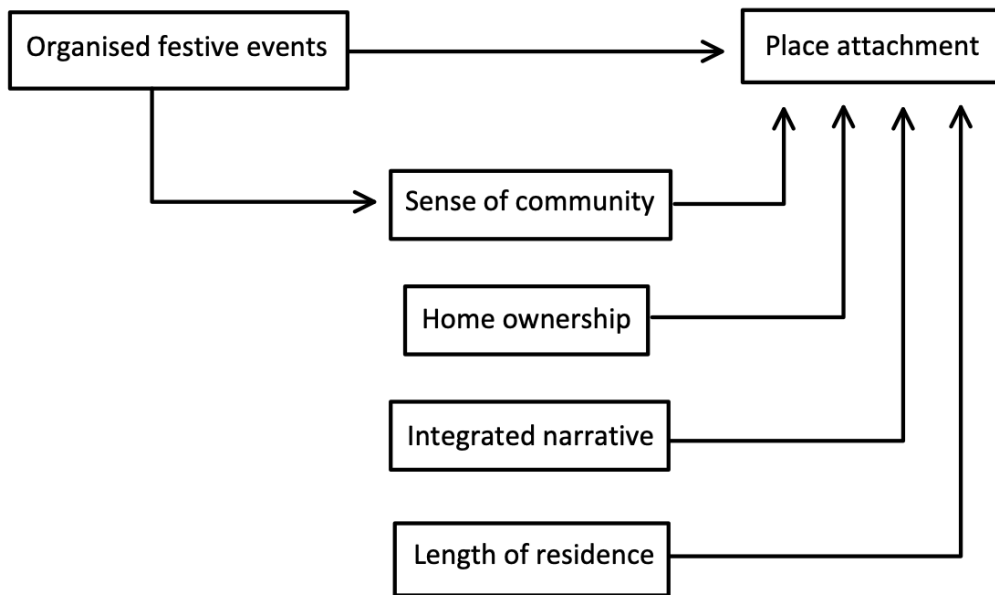 Organised festive events
Place attachment
Sense of community
Home ownership
Integrated narrative
Length of residence